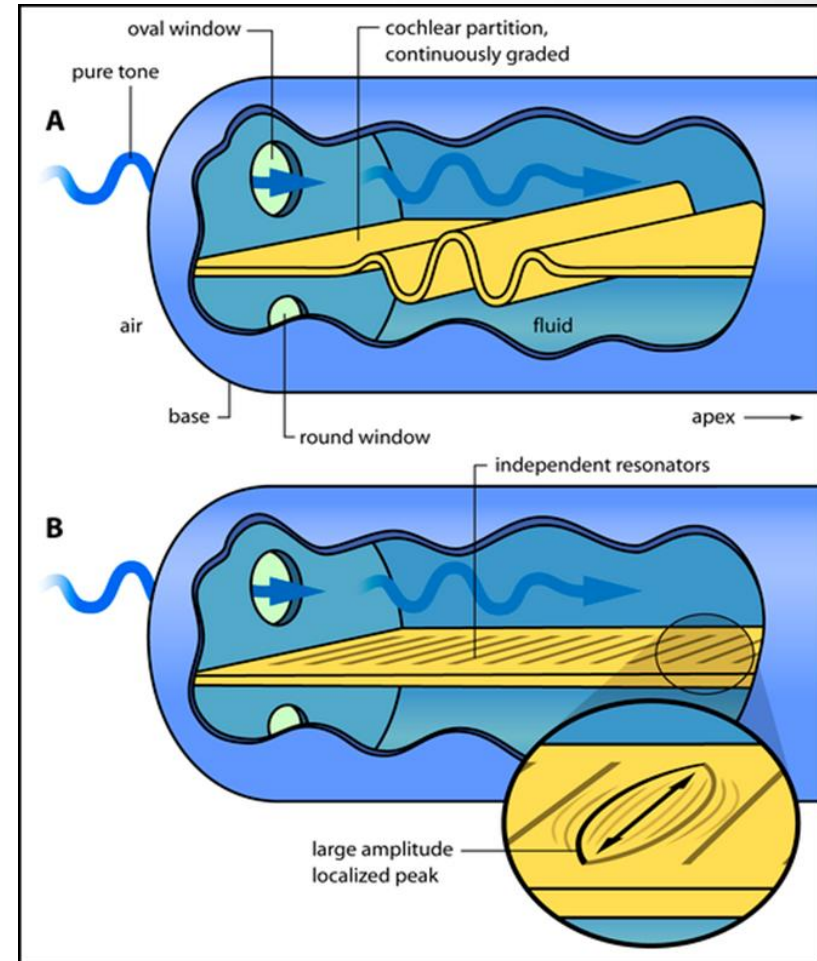 oval window
cochlear partition,
continuously graded
pure tone
A
air
fluid
base
apex
round window
independent resonators
B
large amplitude
localized peak